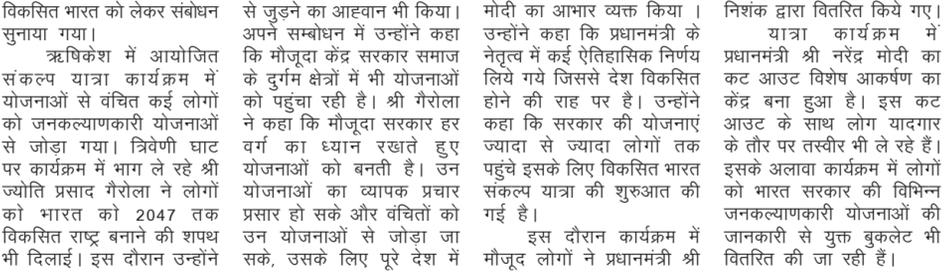 विकसित भारत को लेकर संबोधन
सुनाया गया।
ऋषिकेश में आयोजित
संकल्प यात्रा कार्यक्रम में
योजनाओं से वंचित कई लोगों
को जनकल्याणकारी योजनाओं
से जोड़ा गया। त्रिवेणी घाट
पर कार्यक्रम में भाग ले रहे श्री
ज्योति प्रसाद गैरोला ने लोगों
को भारत को 2047 तक
विकसित राष्ट्र बनाने की शपथ
भी दिलाई। इस दौरान उन्होंने
से जुड़ने का आह्वान भी किया।
अपने सम्बोधन में उन्होंने कहा
कि मौजूदा केंद्र सरकार समाज
के दुर्गम क्षेत्रों में भी योजनाओं
को पहुंचा रही है। श्री गैरोला
ने कहा कि मौजूदा सरकार हर
वर्ग का ध्यान रखाते हुए
योजनाओं को बनती है। उन
योजनाओं का व्यापक प्रचार
प्रसार हो सके और वंचितों को
उन योजनाओं से जोड़ा जा
सके, उसके लिए पूरे देश में
मोदी का आभार व्यक्त किया ।
उन्होंने कहा कि प्रधानमंत्री के
नेतृत्व में कई ऐतिहासिक निर्णय
लिये गये जिससे देश विकसित
होने की राह पर है। उन्होंने
कहा कि सरकार की योजनाएं
ज्यादा से ज्यादा लोगों तक
पहुंचे इसके लिए विकसित भारत
संकल्प यात्रा की शुरुआत की
गई है।
इस दौरान कार्यक्रम में
मौजूद लोगों ने प्रधानमंत्री श्री
निशंक द्वारा वितरित किये गए।
यात्रा कार्यक्रम में
प्रधानमंत्री श्री नरेंद्र मोदी का
कट आउट विशेष आकर्षण का
केंद्र बना हुआ है। इस कट
आउट के साथ लोग यादगार
के तौर पर तस्वीर भी ले रहे हैं।
इसके अलावा कार्यक्रम में लोगों
को भारत सरकार की विभिन्न
जनकल्याणकारी योजनाओं की
जानकारी से युक्त बुकलेट भी
वितरित की जा रही हैं।